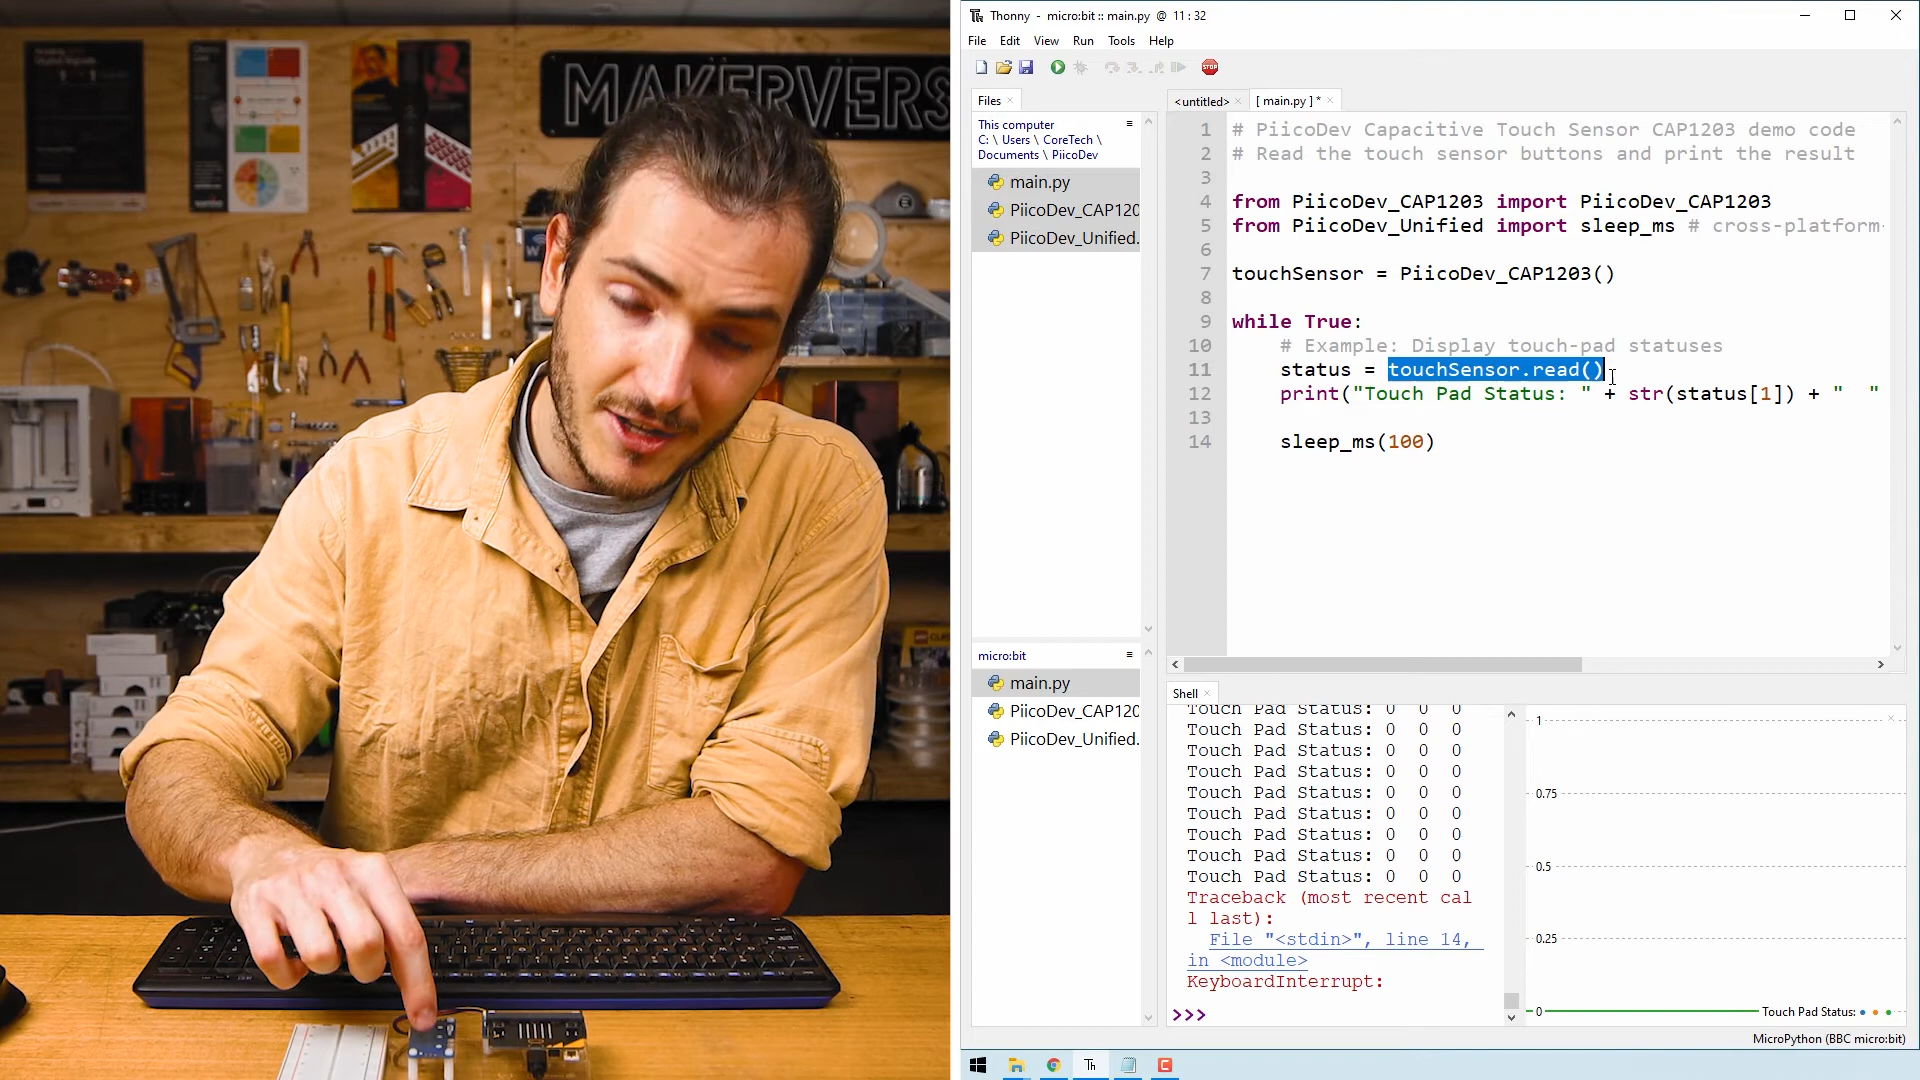 MAKERVERS
Thonny - micro:bit :: main.py @ 11 : 32
File Edit View Run Tools Help
STOP
Files
<untitled>
[ main.py ] *
This computer
C: \ Users \ CoreTech \
Documents \ PiicoDev
main.py
PiicoDev_CAP120
PiicoDev_Unified.
1 # PiicoDev Capacitive Touch Sensor CAP1203 demo code
2 # Read the touch sensor buttons and print the result
3
4 from PiicoDev_CAP1203 import PiicoDev_CAP1203
5 from PiicoDev_Unified import sleep_ms # cross-platform-
6
7 touchSensor = PiicoDev_CAP1203()
8
9 while True:
10 # Example: Display touch-pad statuses
11 status = touchSensor.read()
12 print("Touch Pad Status: " + str(status[1]) + "  "
13
14 sleep_ms(100)
micro:bit
main.py
PiicoDev_CAP120
PiicoDev_Unified.
Shell
Touch Pad Status: 0 0 0
Touch Pad Status: 0 0 0
Touch Pad Status: 0 0 0
Touch Pad Status: 0 0 0
Touch Pad Status: 0 0 0
Touch Pad Status: 0 0 0
Touch Pad Status: 0 0 0
Touch Pad Status: 0 0 0
Touch Pad Status: 0 0 0
Traceback (most recent cal
l last):
File "<stdin>", line 14,
in <module>
KeyboardInterrupt:
>>>
1
0.75
0.5
0.25
0
Touch Pad Status:
MicroPython (BBC micro:bit)
Th